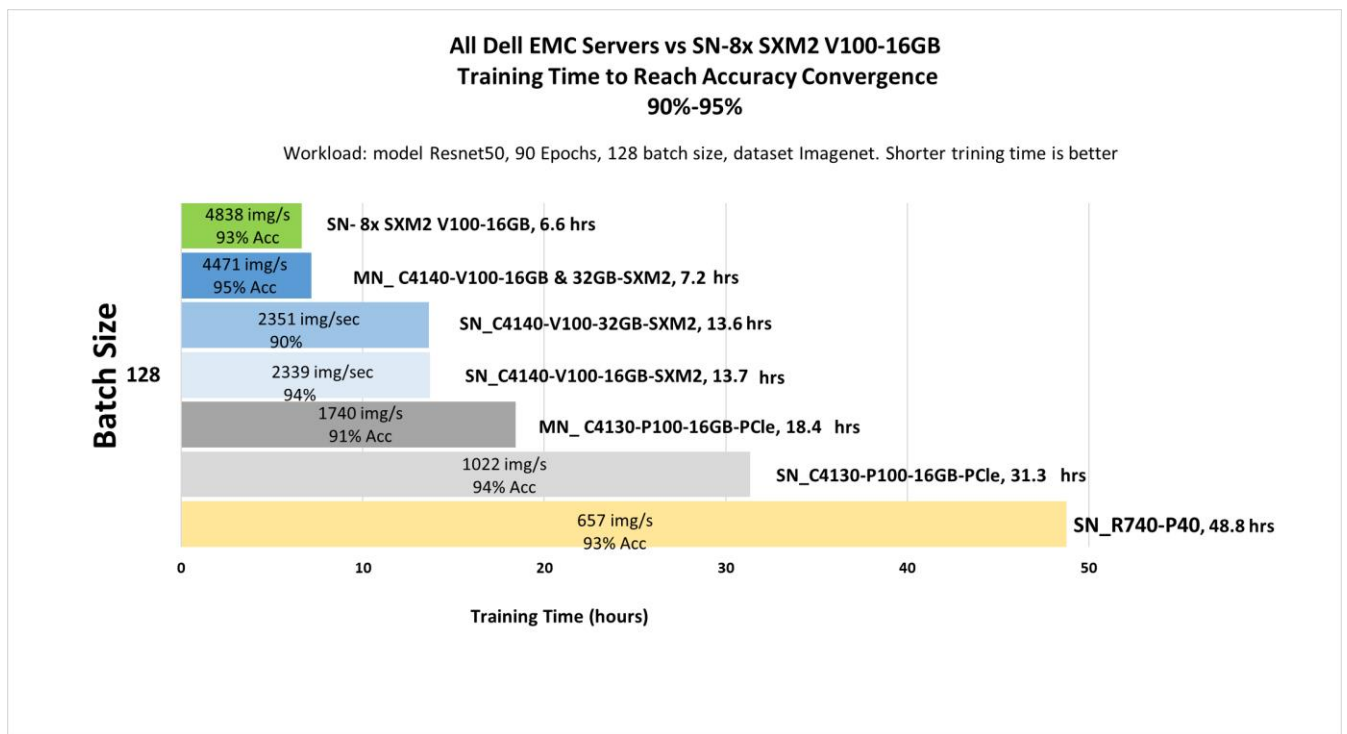 All Dell EMC Servers vs SN-8x SXM2 V100-16GB
Training Time to Reach Accuracy Convergence
90%-95%
Workload: model Resnet50, 90 Epochs, 128 batch size, dataset Imagenet. Shorter trining time is better
4838 img/s
93% Acc
SN- 8x SXM2 V100-16GB, 6.6 hrs
4471 img/s
95% Acc
MN_ C4140-V100-16GB & 32GB-SXM2, 7.2 hrs
2351 img/sec
90%
SN_C4140-V100-32GB-SXM2, 13.6 hrs
2339 img/sec
94%
SN_C4140-V100-16GB-SXM2, 13.7 hrs
1740 img/s
91% Acc
MN_ C4130-P100-16GB-PCle, 18.4 hrs
1022 img/s
94% Acc
SN_C4130-P100-16GB-PCle, 31.3 hrs
657 img/s
93% Acc
SN_R740-P40, 48.8 hrs
Batch Size
128
0 10 20 30 40 50
Training Time (hours)